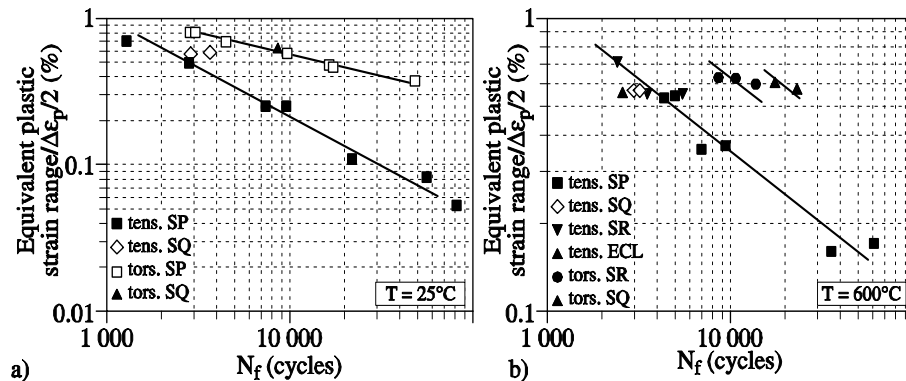 Equivalent plastic
strain range/Δεp/2 (%)
1
0.1
0.01
tens. SP
tens. SQ
tors. SP
tors. SQ
T = 25°C
1 000
10 000
Nf (cycles)
a)
Equivalent plastic
strain range/Δεp/2 (%)
1
0.1
tens. SP
tens. SQ
tens. SR
tens. ECL
tors. SR
tors. SQ
T = 600°C
1 000
10 000
Nf (cycles)
b)